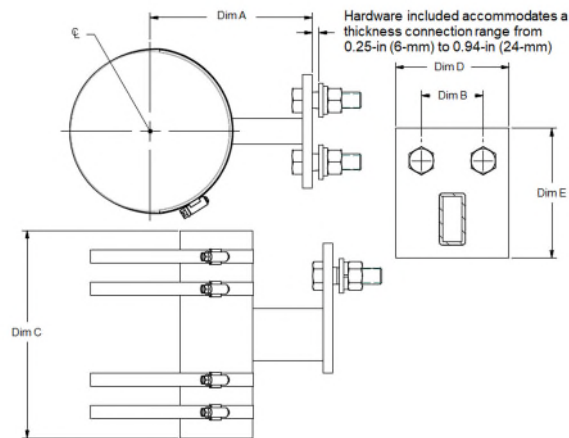 Dim A
Hardware included accommodates a
thickness connection range from
0.25-in (6-mm) to 0.94-in (24-mm)
℄
Dim D
Dim B
Dim E
Dim C